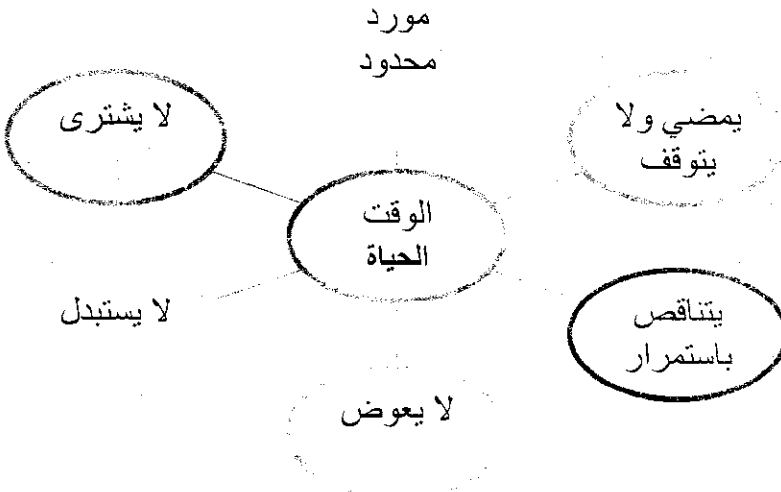 مورد
محدود
يمضي ولا
يتوقف
لا يشترى
الوقت
الحياة
يتناقص
باستمرار
لا يستبدل
لا يعوض